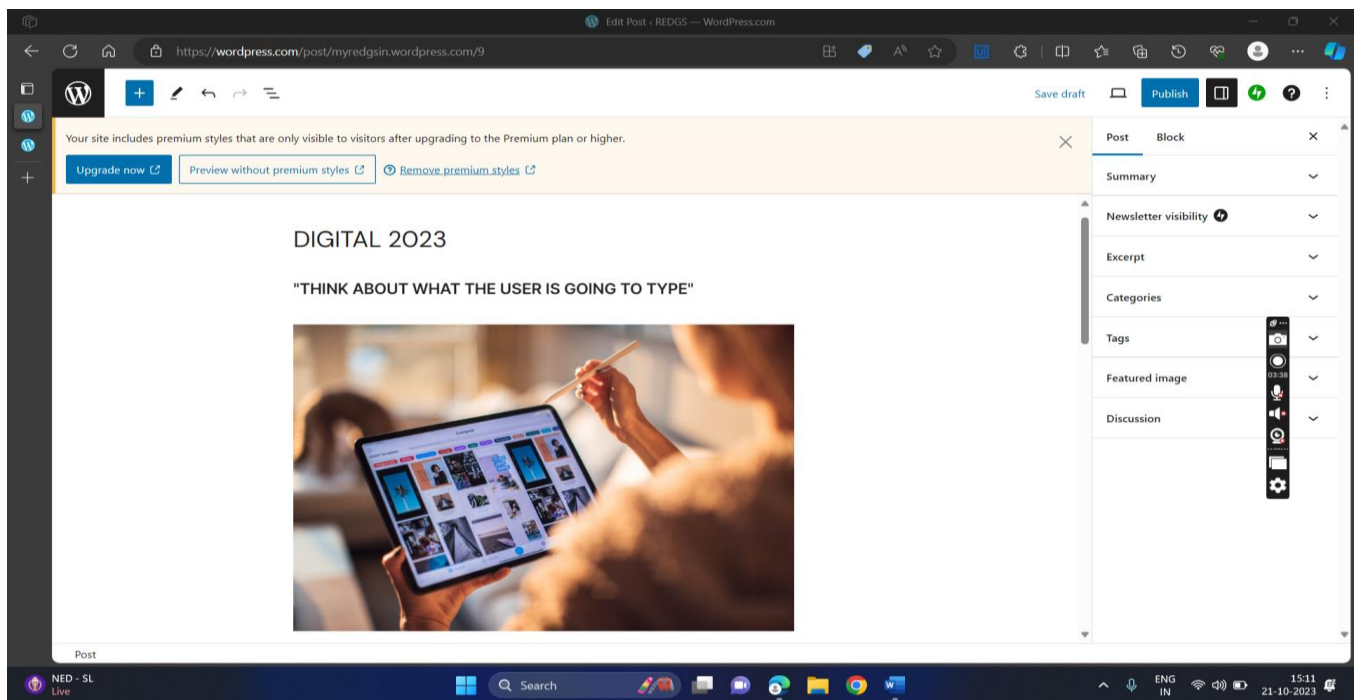 Edit Post ‹ REDGS — WordPress.com
https://wordpress.com/post/myredgsin.wordpress.com/9
Save draft
Publish
Your site includes premium styles that are only visible to visitors after upgrading to the Premium plan or higher.
Upgrade now
Preview without premium styles
Remove premium styles
Post
Block
Summary
Newsletter visibility
Excerpt
Categories
Tags
Featured image
Discussion
03:38
DIGITAL 2023
"THINK ABOUT WHAT THE USER IS GOING TO TYPE"
Post
NED - SL
Live
Search
ENG
IN
15:11
21-10-2023